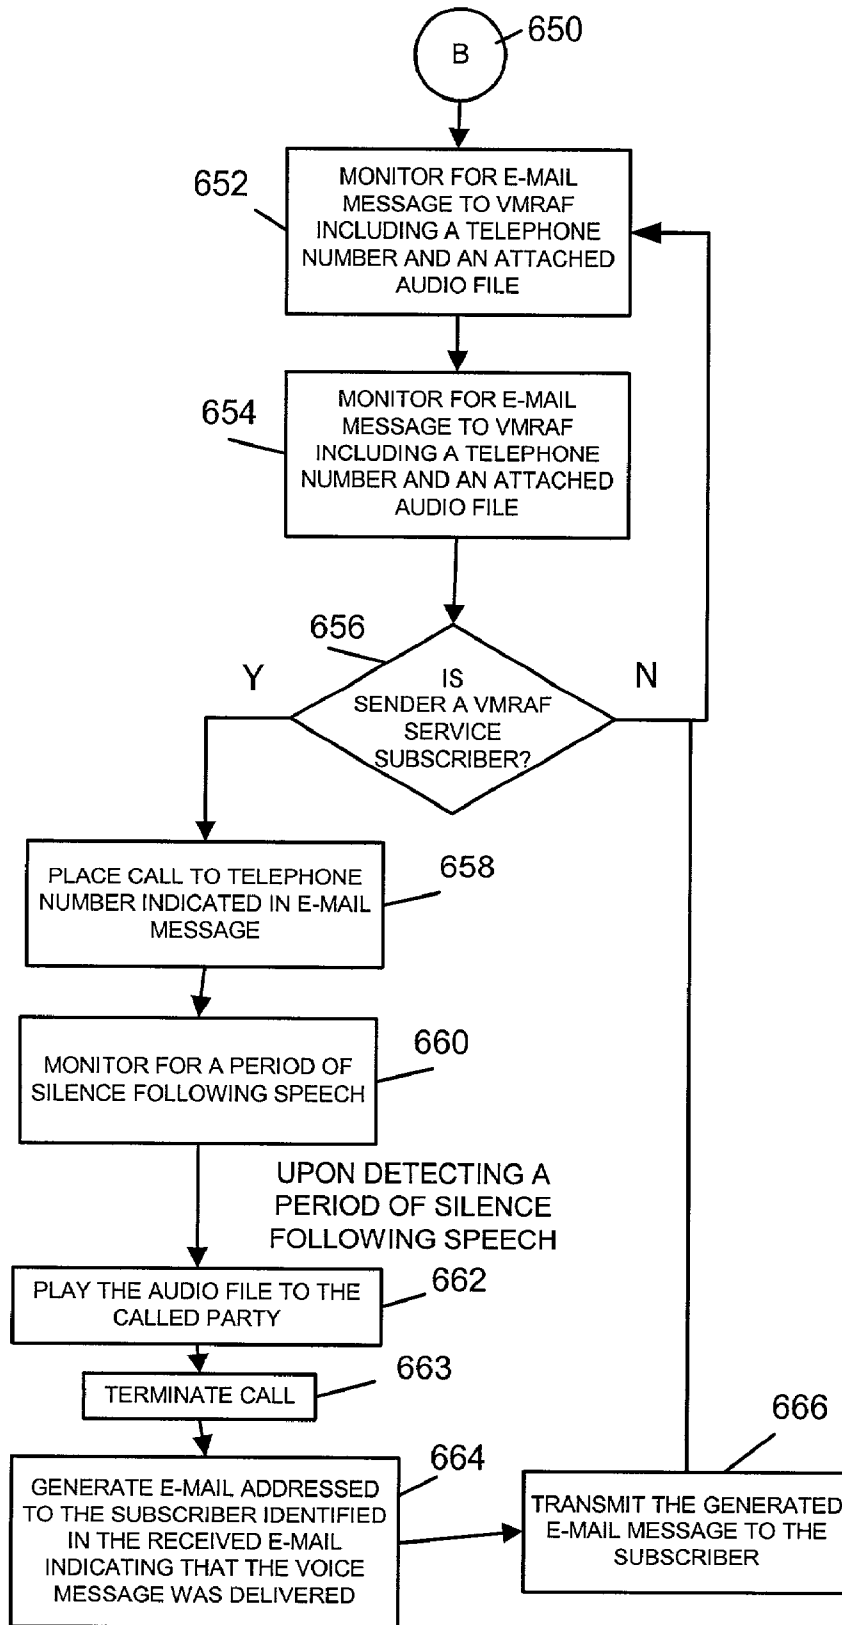 B
650
652
MONITOR FOR E-MAIL
MESSAGE TO VMRAF
INCLUDING A TELEPHONE
NUMBER AND AN ATTACHED
AUDIO FILE
654
MONITOR FOR E-MAIL
MESSAGE TO VMRAF
INCLUDING A TELEPHONE
NUMBER AND AN ATTACHED
AUDIO FILE
656
Y
IS
SENDER A VMRAF
SERVICE
SUBSCRIBER?
N
PLACE CALL TO TELEPHONE
NUMBER INDICATED IN E-MAIL
MESSAGE
658
MONITOR FOR A PERIOD OF
SILENCE FOLLOWING SPEECH
660
UPON DETECTING A
PERIOD OF SILENCE
FOLLOWING SPEECH
PLAY THE AUDIO FILE TO THE
CALLED PARTY
662
TERMINATE CALL
663
GENERATE E-MAIL ADDRESSED
TO THE SUBSCRIBER IDENTIFIED
IN THE RECEIVED E-MAIL
INDICATING THAT THE VOICE
MESSAGE WAS DELIVERED
664
666
TRANSMIT THE GENERATED
E-MAIL MESSAGE TO THE
SUBSCRIBER